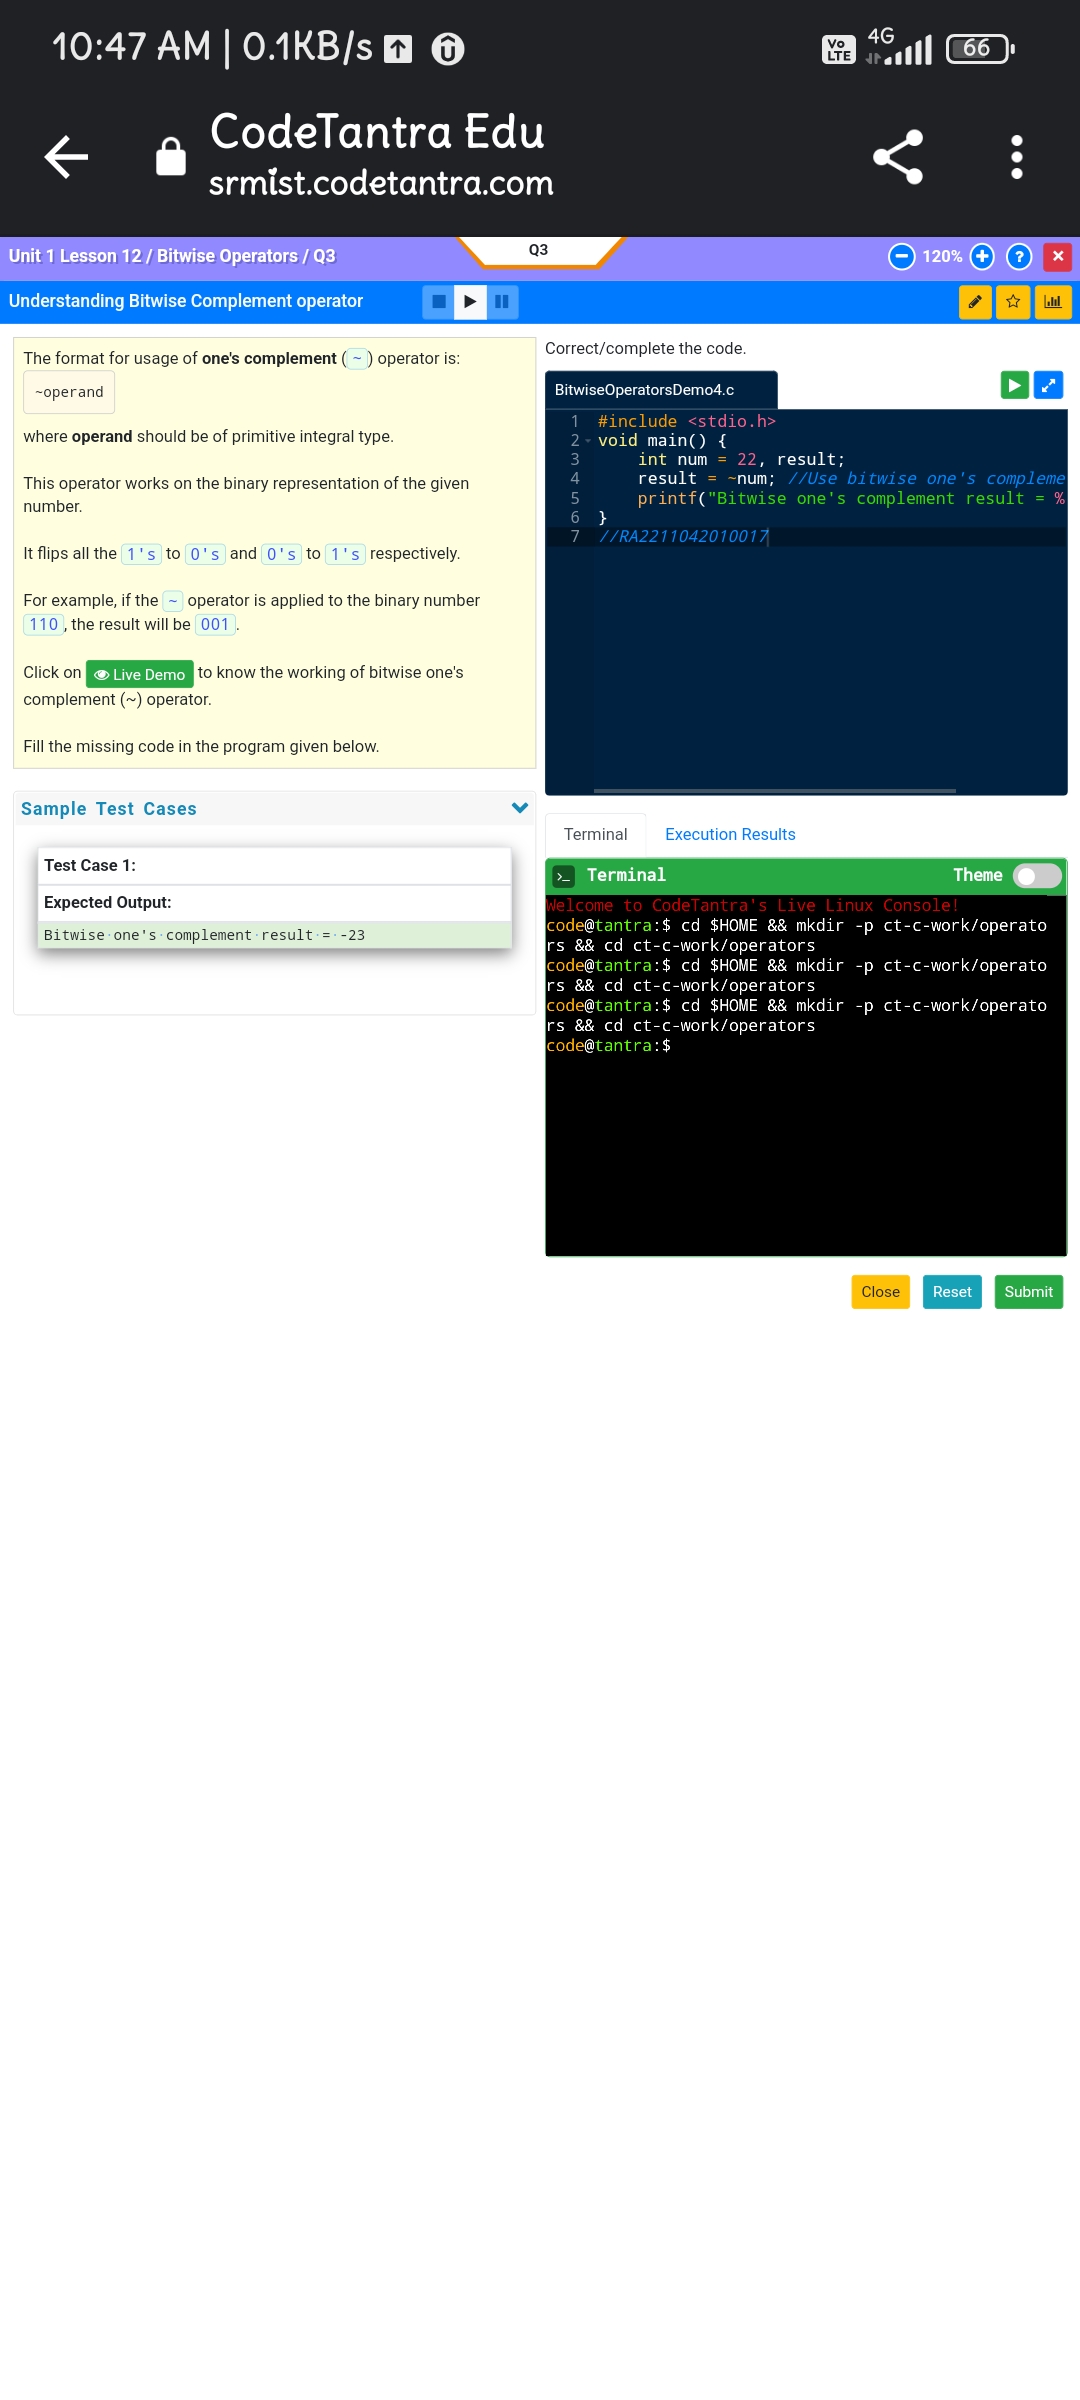 10:47 AM | 0.1KB/s
Vo LTE 4G 66
CodeTantra Edu
srmist.codetantra.com
Unit 1 Lesson 12 / Bitwise Operators / Q3
Q3
120%
?
Understanding Bitwise Complement operator
The format for usage of one's complement ( ~ ) operator is:
~operand
where operand should be of primitive integral type.
This operator works on the binary representation of the given
number.
It flips all the 1's to 0's and 0's to 1's respectively.
For example, if the ~ operator is applied to the binary number
110, the result will be 001.
Click on Live Demo to know the working of bitwise one's
complement (~) operator.
Fill the missing code in the program given below.
Sample Test Cases
Test Case 1:
Expected Output:
Bitwise·one's·complement·result·=·-23
Correct/complete the code.
BitwiseOperatorsDemo4.c
1 #include <stdio.h>
2 void main() {
3 int num = 22, result;
4 result = ~num; //Use bitwise one's compleme
5 printf("Bitwise one's complement result = %
6 }
7 //RA2211042010017
Terminal Execution Results
>_ Terminal Theme
Welcome to CodeTantra's Live Linux Console!
code@tantra:$ cd $HOME && mkdir -p ct-c-work/operato
rs && cd ct-c-work/operators
code@tantra:$ cd $HOME && mkdir -p ct-c-work/operato
rs && cd ct-c-work/operators
code@tantra:$ cd $HOME && mkdir -p ct-c-work/operato
rs && cd ct-c-work/operators
code@tantra:$
Close Reset Submit